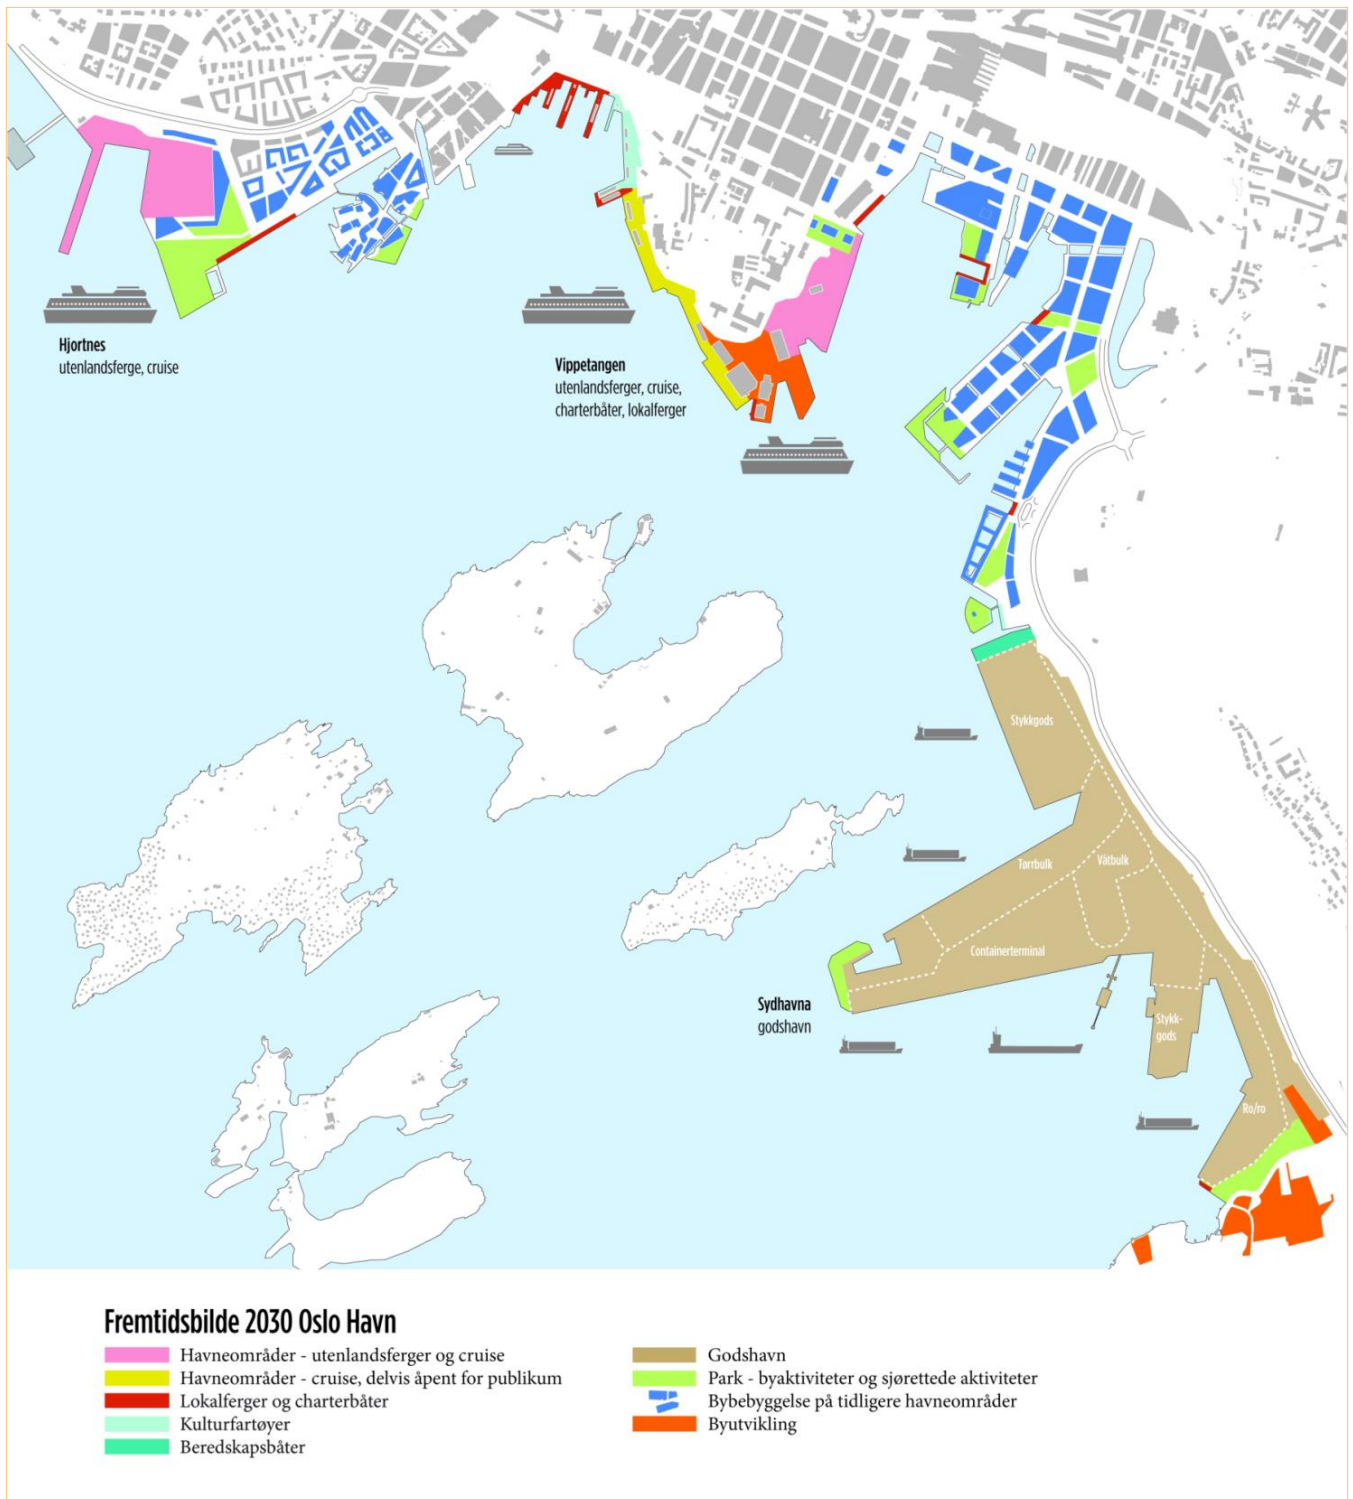 Hjortnes
utenlandsferge, cruise
Vippetangen
utenlandsferger, cruise,
charterbåter, lokalferger
Stykkgods
Tørrbulk
Våtbulk
Containerterminal
Sydhavna
godshavn
Stykk-
gods
Ro/ro
Fremtidsbilde 2030 Oslo Havn
Havneområder - utenlandsferger og cruise
Havneområder - cruise, delvis åpent for publikum
Lokalferger og charterbåter
Kulturfartøyer
Beredskapsbåter
Godshavn
Park - byaktiviteter og sjørettede aktiviteter
Bybebyggelse på tidligere havneområder
Byutvikling